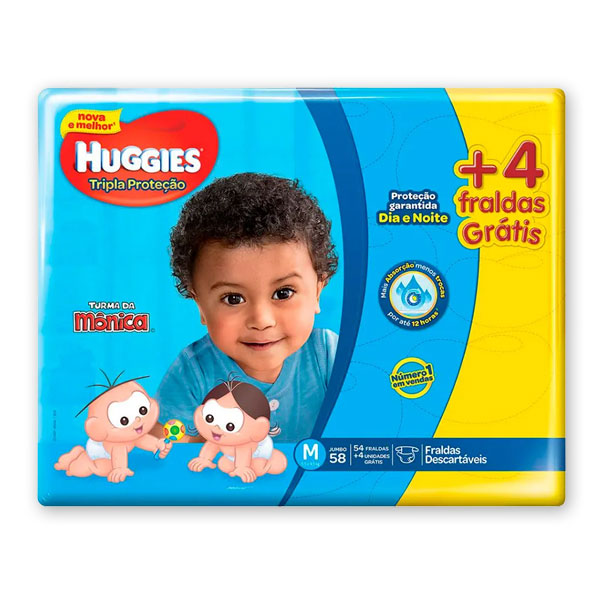 nova
e melhor¹
HUGGIES
Tripla Proteção
TURMA DA
MÔNICA
+4
fraldas
Grátis
Proteção
garantida
Dia e Noite
Mais Absorção menos trocas
por até 12 horas
Número 1
em vendas
M
JUMBO
58
54 FRALDAS
+4 UNIDADES
GRÁTIS
Fraldas
Descartáveis